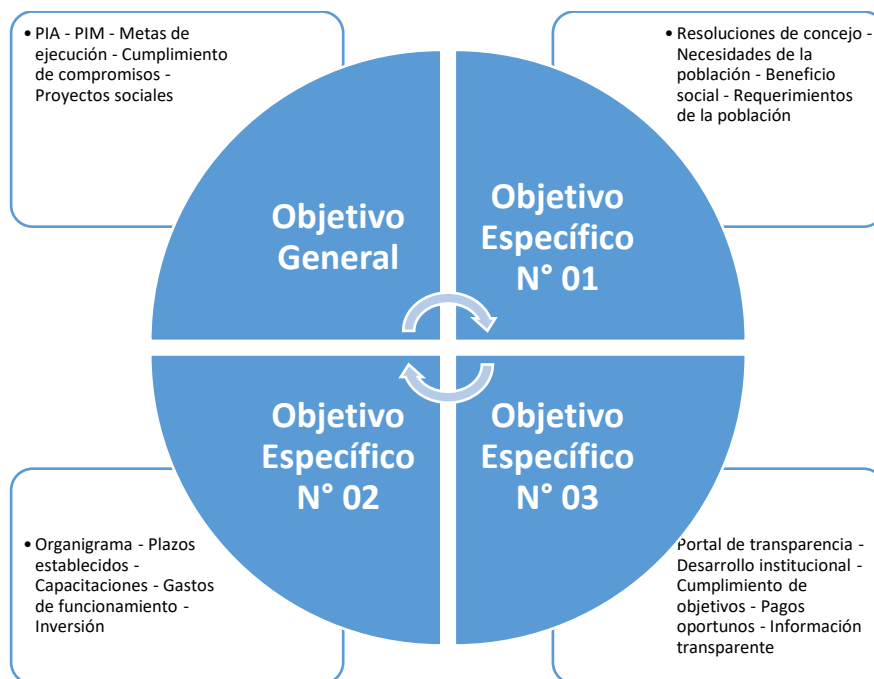 • PIA - PIM - Metas de
ejecución - Cumplimiento
de compromisos -
Proyectos sociales
• Resoluciones de concejo -
Necesidades de la
población - Beneficio
social - Requerimientos
de la población
Objetivo
General
Objetivo
Específico
N° 01
Objetivo
Específico
N° 02
Objetivo
Específico
N° 03
• Organigrama - Plazos
establecidos -
Capacitaciones - Gastos
de funcionamiento -
Inversión
Portal de transparencia -
Desarrollo institucional -
Cumplimiento de
objetivos - Pagos
oportunos - Información
transparente